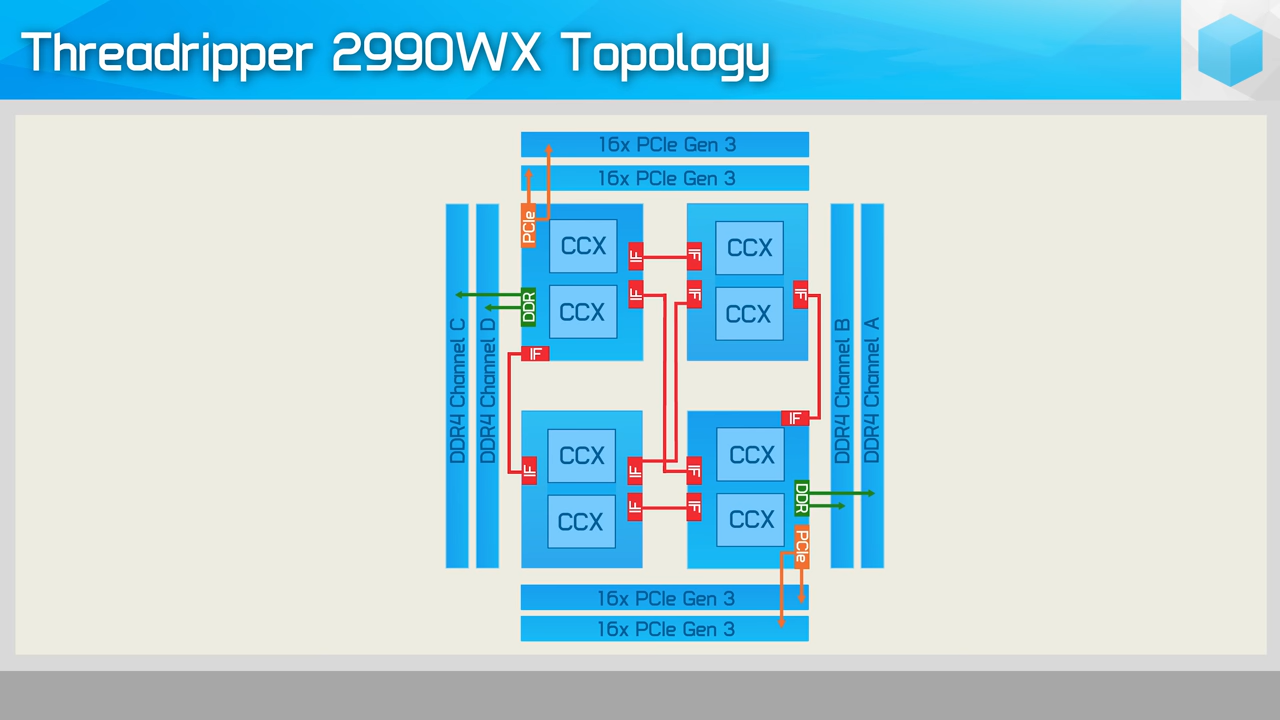 Threadripper 2990WX Topology
16x PCIe Gen 3
16x PCIe Gen 3
PCIe
CCX
CCX
IF
IF
IF
IF
DDR
CCX
CCX
IF
IF
DDR4 Channel C
DDR4 Channel D
DDR4 Channel B
DDR4 Channel A
IF
CCX
CCX
IF
IF
IF
IF
CCX
CCX
IF
DDR
PCIe
16x PCIe Gen 3
16x PCIe Gen 3